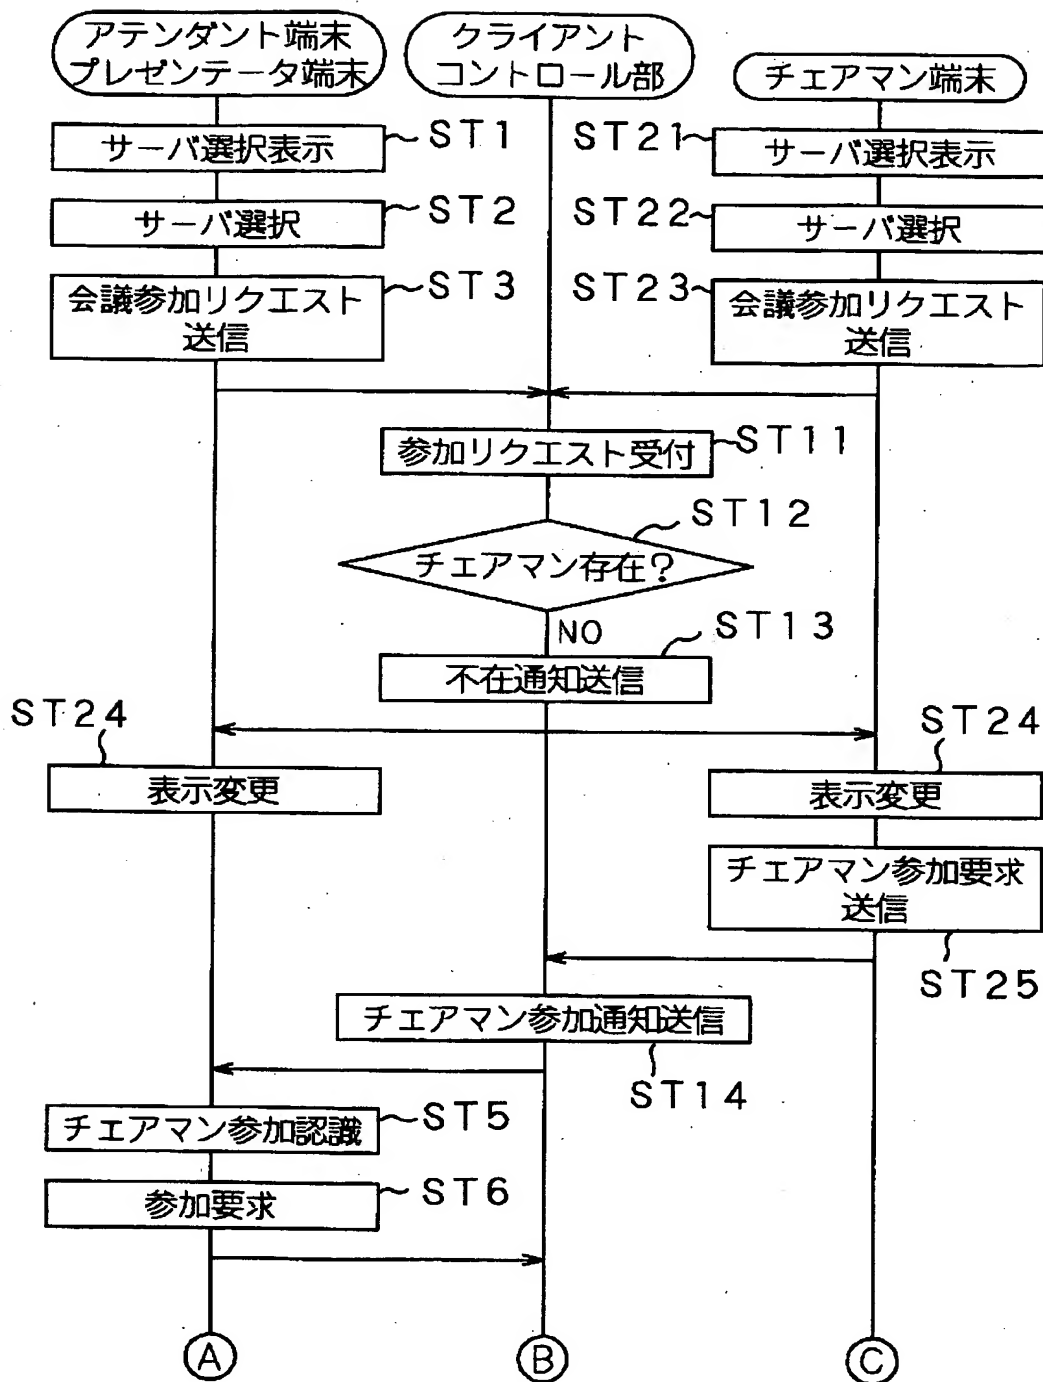 アテンダント端末
プレゼンテータ端末
クライアント
コントロール部
チェアマン端末
サーバ選択表示
ST1
ST21
サーバ選択表示
サーバ選択
ST2
ST22
サーバ選択
会議参加リクエスト
送信
ST3
ST23
会議参加リクエスト
送信
参加リクエスト受付
ST11
ST12
チェアマン存在?
NO
ST13
不在通知送信
ST24
ST24
表示変更
表示変更
チェアマン参加要求
送信
ST25
チェアマン参加通知送信
ST14
チェアマン参加認識
ST5
参加要求
ST6
A
B
C